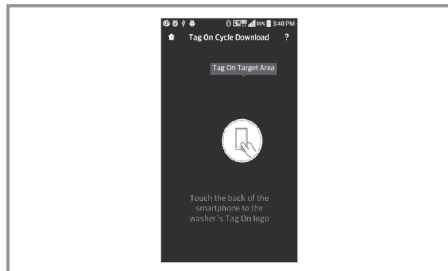 3:40 PM
Tag On Cycle Download ?
Tag On Target Area
Touch the back of the
smartphone to the
washer's Tag On logo